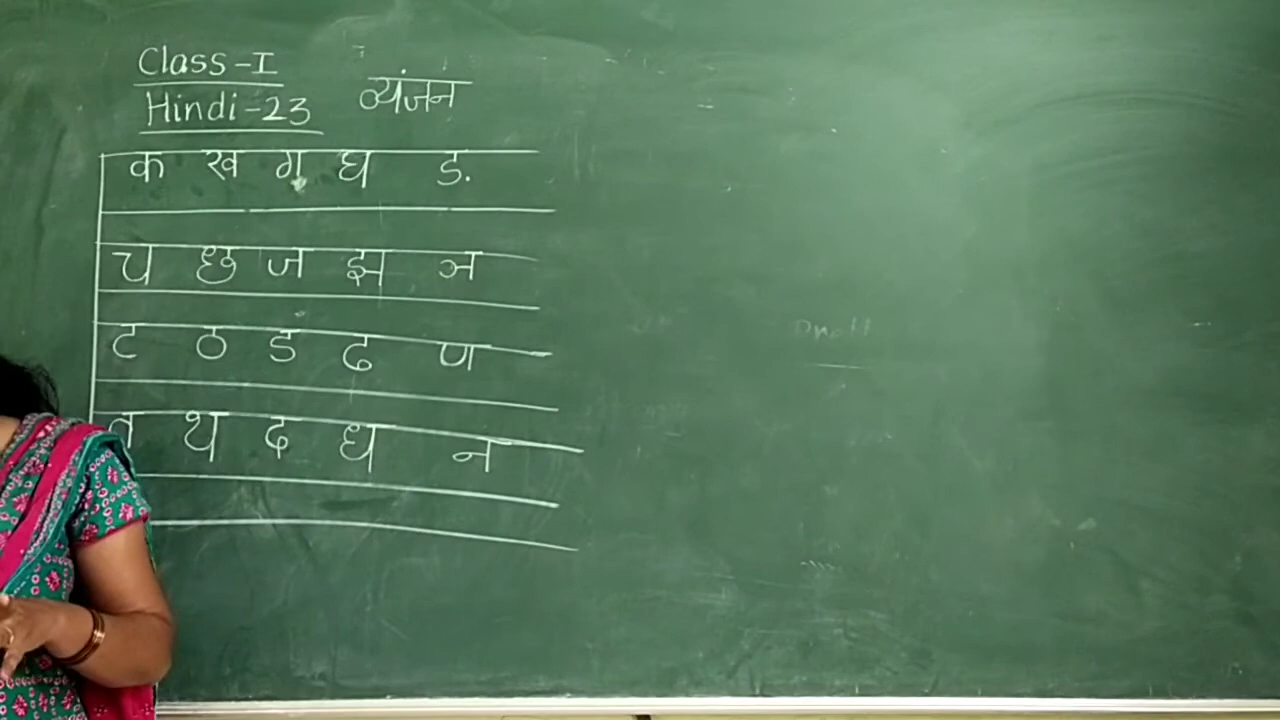 Class-I
Hindi-23 व्यंजन
क ख ग घ ड.
च छ ज झ ञ
ट ठ ड ढ ण
त थ द ध न